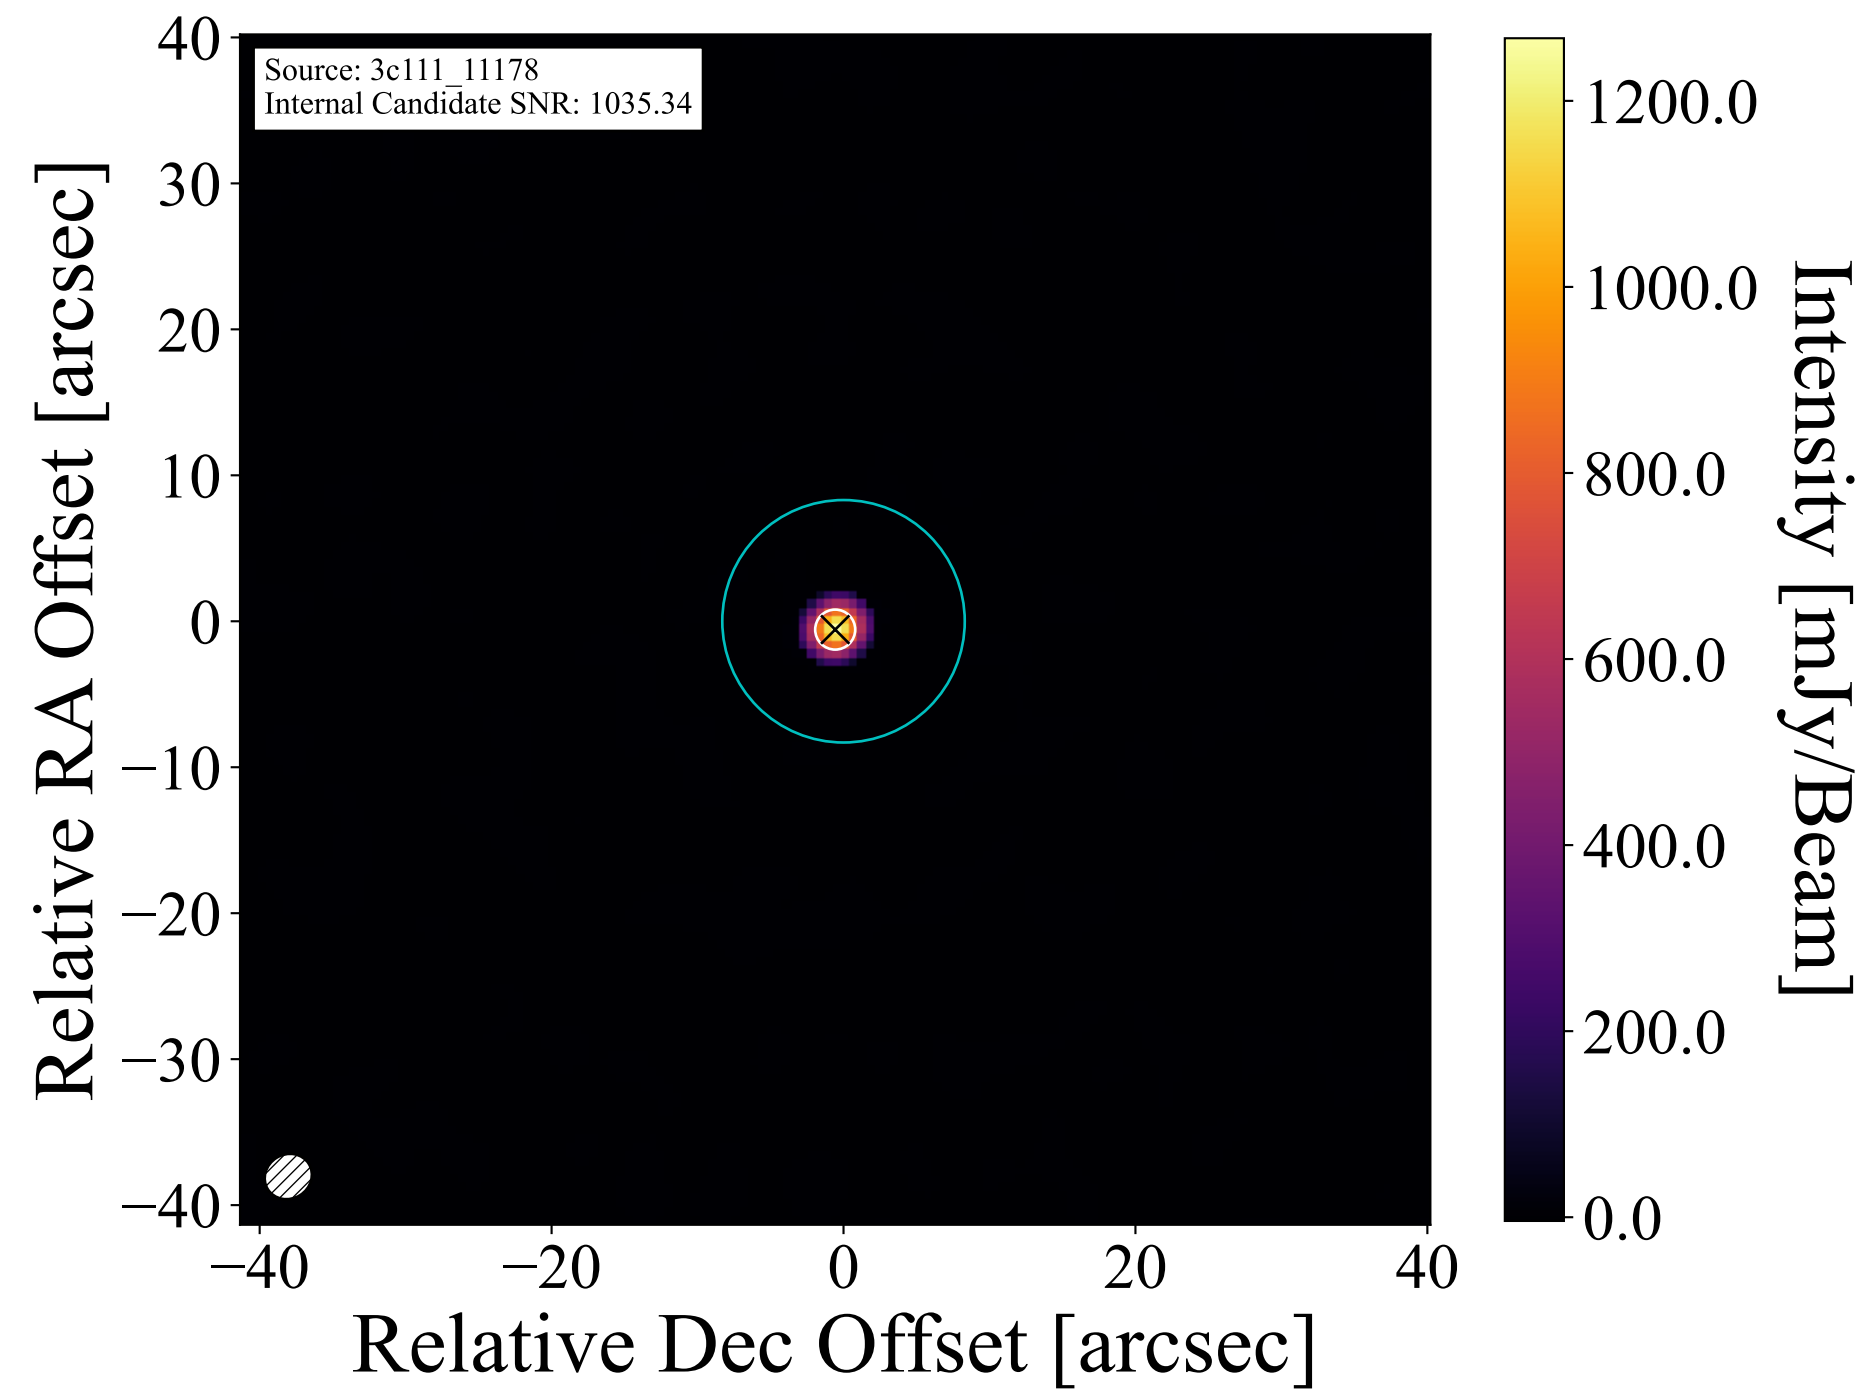 Source: 3c111_11178
Internal Candidate SNR: 1035.34
40
30
20
10
0
−10
−20
−30
−40
Relative RA Offset [arcsec]
−40 −20 0 20 40
Relative Dec Offset [arcsec]
1200.0
1000.0
800.0
600.0
400.0
200.0
0.0
Intensity [mJy/Beam]